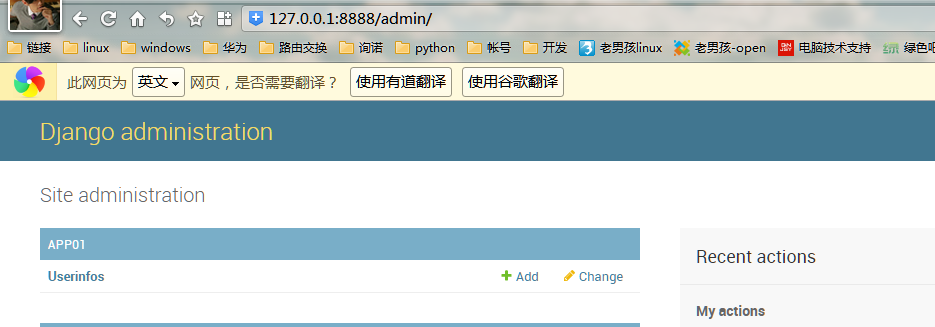 127.0.0.1:8888/admin/
链接 linux windows 华为 路由交换 询诺 python 帐号 开发 老男孩linux 老男孩-open 电脑技术支持 绿色吧
此网页为 英文 网页，是否需要翻译？ 使用有道翻译 使用谷歌翻译
Django administration
Site administration
APP01
Userinfos Add Change
Recent actions
My actions